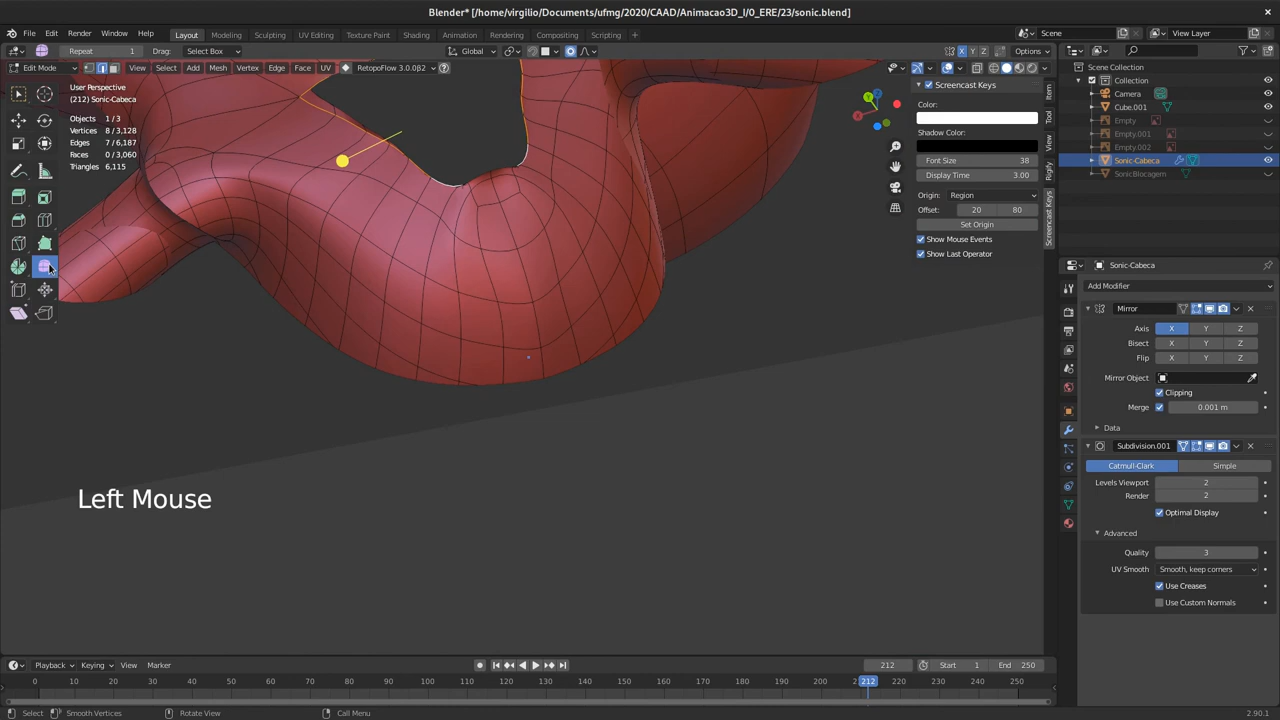 Blender* [/home/virgilio/Documents/ufmg/2020/CAAD/Animacao3D_I/0_ERE/23/sonic.blend]
File Edit Render Window Help Layout Modeling Sculpting UV Editing Texture Paint Shading Animation Rendering Compositing Scripting Scene View Layer
Repeat 1 Drag: Select Box Global X Y Z Options
Edit Mode View Select Add Mesh Vertex Edge Face UV RetopoFlow 3.0.0β2
User Perspective
(212) Sonic-Cabeca
Objects 1/3
Vertices 8/3,128
Edges 7/6,187
Faces 0/3,060
Triangles 6,115
Screencast Keys
Color:
Shadow Color:
Font Size 38
Display Time 3.00
Origin: Region
Offset: 20 80
Set Origin
Show Mouse Events
Show Last Operator
Item
Tool
View
Rigify
Screencast Keys
Scene Collection
Collection
Camera
Cube.001
Empty
Empty.001
Empty.002
Sonic-Cabeca
SonicBlocagem
Sonic-Cabeca
Add Modifier
Mirror
Axis X Y Z
Bisect X Y Z
Flip X Y Z
Mirror Object
Clipping
Merge 0.001 m
Data
Subdivision.001
Catmull-Clark Simple
Levels Viewport 2
Render 2
Optimal Display
Advanced
Quality 3
UV Smooth Smooth, keep corners
Use Creases
Use Custom Normals
Left Mouse
Playback Keying View Marker 212 Start 1 End 250
0 10 20 30 40 50 60 70 80 90 100 110 120 130 140 150 160 170 180 190 200 212 220 230 240 250
Select Smooth Vertices Rotate View Call Menu 2.90.1